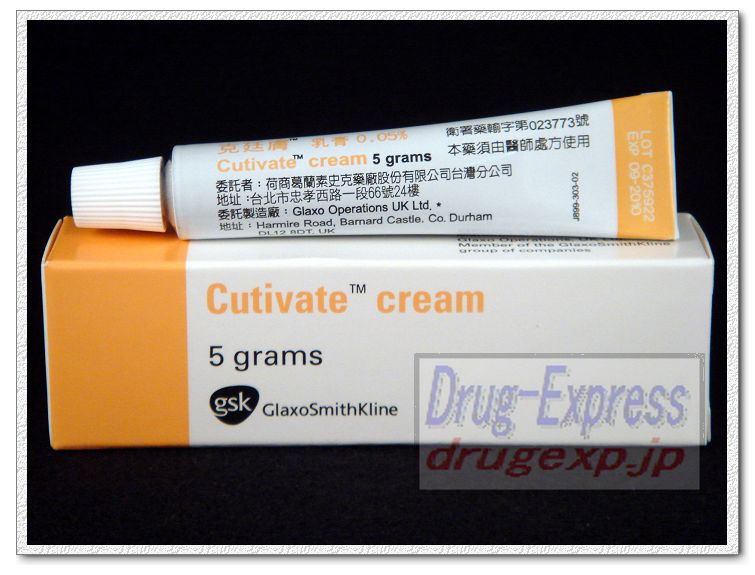 克廷膚™ 乳膏 0.05%
Cutivate™ cream 5 grams
衛署藥輸字第023773號
本藥須由醫師處方使用
委託者：荷商葛蘭素史克藥廠股份有限公司台灣分公司
地址：台北市忠孝西路一段66號24樓
委託製造廠：Glaxo Operations UK Ltd. *
地址：Harmire Road, Barnard Castle, Co. Durham
DL12 8DT, UK
J899-303-02
LOT C375922
EXP 09 2010
Glaxo Operations
Member of the GlaxoSmithKline
group of companies
Cutivate™ cream
5 grams
gsk GlaxoSmithKline
Drug-Express
drugexp.jp